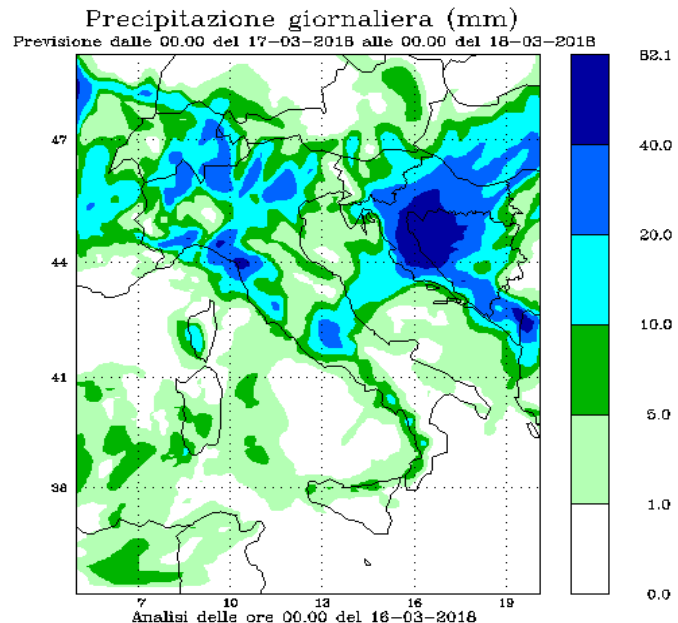 Precipitazione giornaliera (mm)
Previsione dalle 00.00 del 17-03-2018 alle 00.00 del 18-03-2018
82.1
47
40.0
20.0
44
10.0
41
5.0
38
1.0
0.0
7 10 13 16 19
Analisi delle ore 00.00 del 16-03-2018